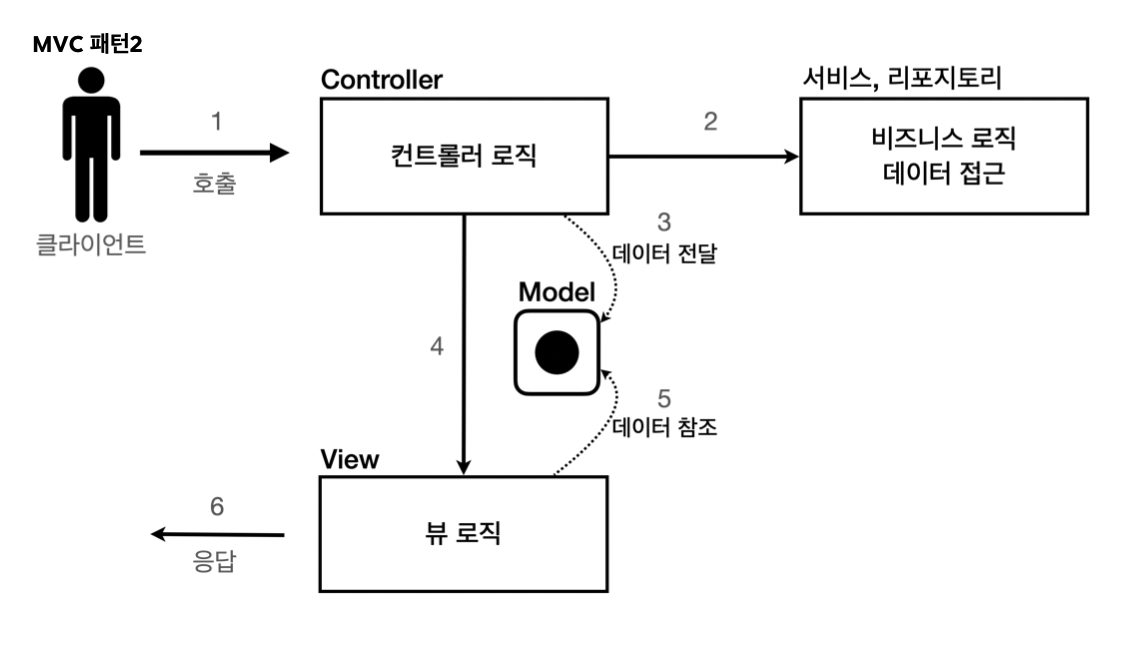 MVC 패턴2
Controller
서비스, 리포지토리
1
2
컨트롤러 로직
비즈니스 로직
데이터 접근
호출
클라이언트
3
데이터 전달
Model
4
5
데이터 참조
View
6
뷰 로직
응답